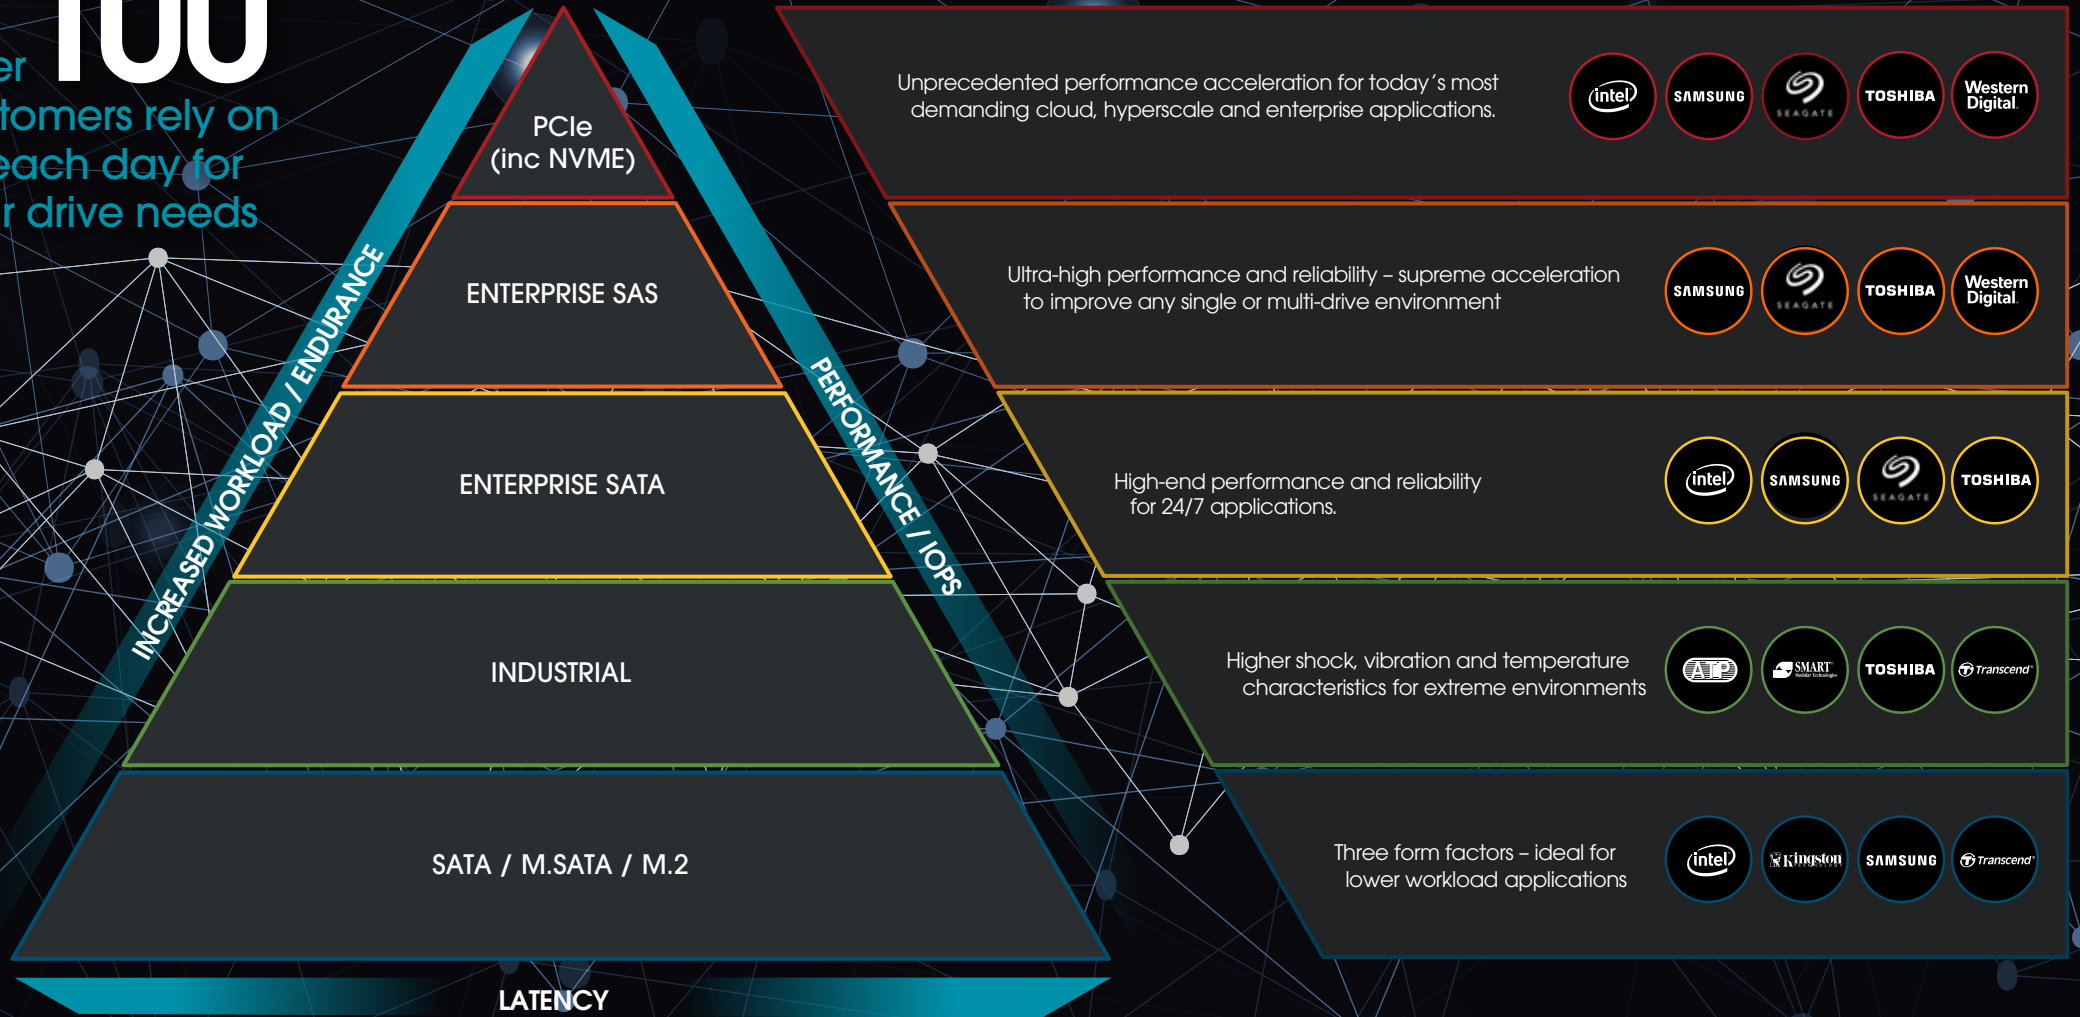 100
er
tomers rely on
each day for
r drive needs
INCREASED WORKLOAD / ENDURANCE
PERFORMANCE / IOPS
PCIe
(inc NVME)
Unprecedented performance acceleration for today's most
demanding cloud, hyperscale and enterprise applications.
intel
SAMSUNG
SEAGATE
TOSHIBA
Western
Digital.
ENTERPRISE SAS
Ultra-high performance and reliability – supreme acceleration
to improve any single or multi-drive environment
SAMSUNG
SEAGATE
TOSHIBA
Western
Digital.
ENTERPRISE SATA
High-end performance and reliability
for 24/7 applications.
intel
SAMSUNG
SEAGATE
TOSHIBA
INDUSTRIAL
Higher shock, vibration and temperature
characteristics for extreme environments
ATP
SMART
Modular Technologies
TOSHIBA
Transcend
SATA / M.SATA / M.2
Three form factors – ideal for
lower workload applications
intel
Kingston
TECHNOLOGY
SAMSUNG
Transcend
LATENCY